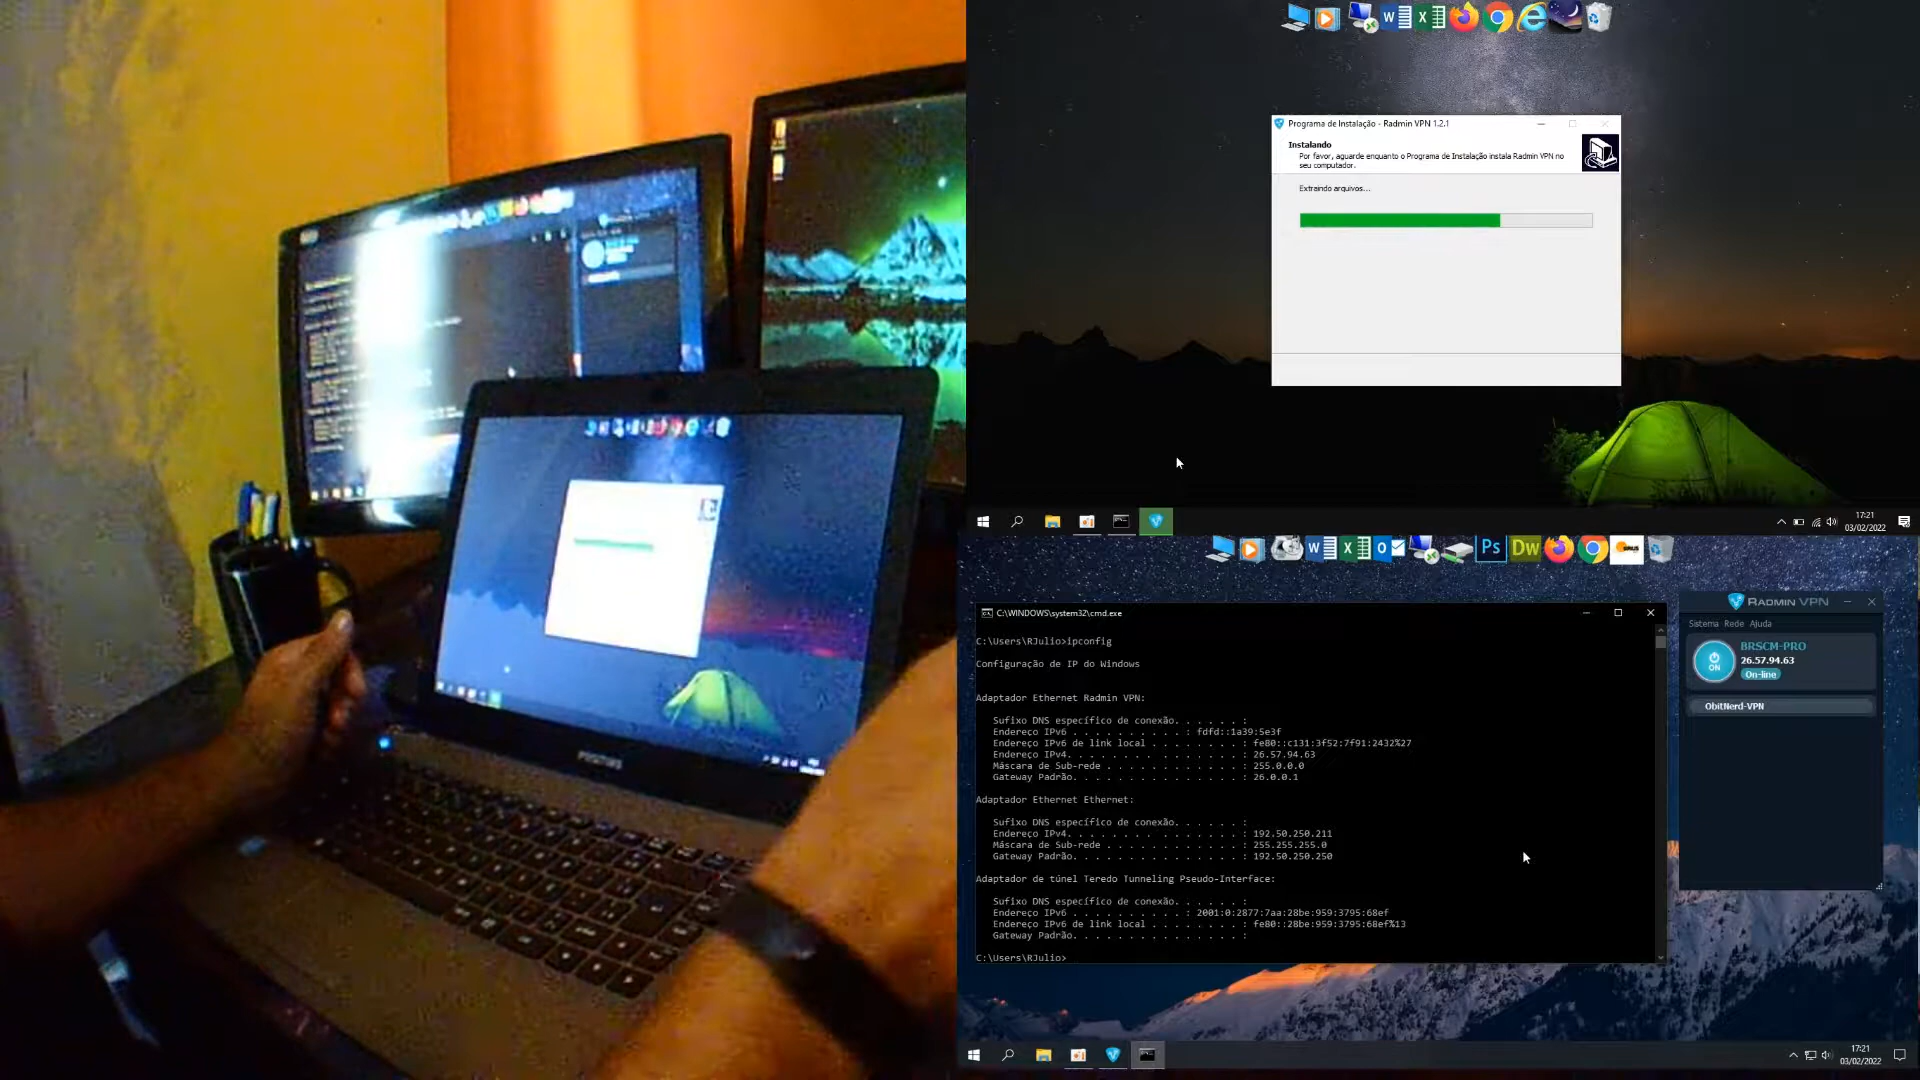 Programa de Instalação - Radmin VPN 1.2.1
Instalando
Por favor, aguarde enquanto o Programa de Instalação instala Radmin VPN no
seu computador.
Extraindo arquivos...
17:21
03/02/2022
Ps
Dw
C:\WINDOWS\system32\cmd.exe
C:\Users\RJulio>ipconfig
Configuração de IP do Windows
Adaptador Ethernet Radmin VPN:
Sufixo DNS específico de conexão. . . . . . :
Endereço IPv6 . . . . . . . . . . : fdfd::1a39:5e3f
Endereço IPv6 de link local . . . . . . . . : fe80::c131:3f52:7f91:2432%27
Endereço IPv4. . . . . . . . . . . . . . . : 26.57.94.63
Máscara de Sub-rede . . . . . . . . . . . . : 255.0.0.0
Gateway Padrão. . . . . . . . . . . . . . . : 26.0.0.1
Adaptador Ethernet Ethernet:
Sufixo DNS específico de conexão. . . . . . :
Endereço IPv4. . . . . . . . . . . . . . . : 192.50.250.211
Máscara de Sub-rede . . . . . . . . . . . . : 255.255.255.0
Gateway Padrão. . . . . . . . . . . . . . . : 192.50.250.250
Adaptador de túnel Teredo Tunneling Pseudo-Interface:
Sufixo DNS específico de conexão. . . . . . :
Endereço IPv6 . . . . . . . . . . : 2001:0:2877:7aa:28be:959:3795:68ef
Endereço IPv6 de link local . . . . . . . . : fe80::28be:959:3795:68ef%13
Gateway Padrão. . . . . . . . . . . . . . . :
C:\Users\RJulio>
RADMIN VPN
Sistema Rede Ajuda
ON
BRSCM-PRO
26.57.94.63
On-line
ObitNerd-VPN
17:21
03/02/2022